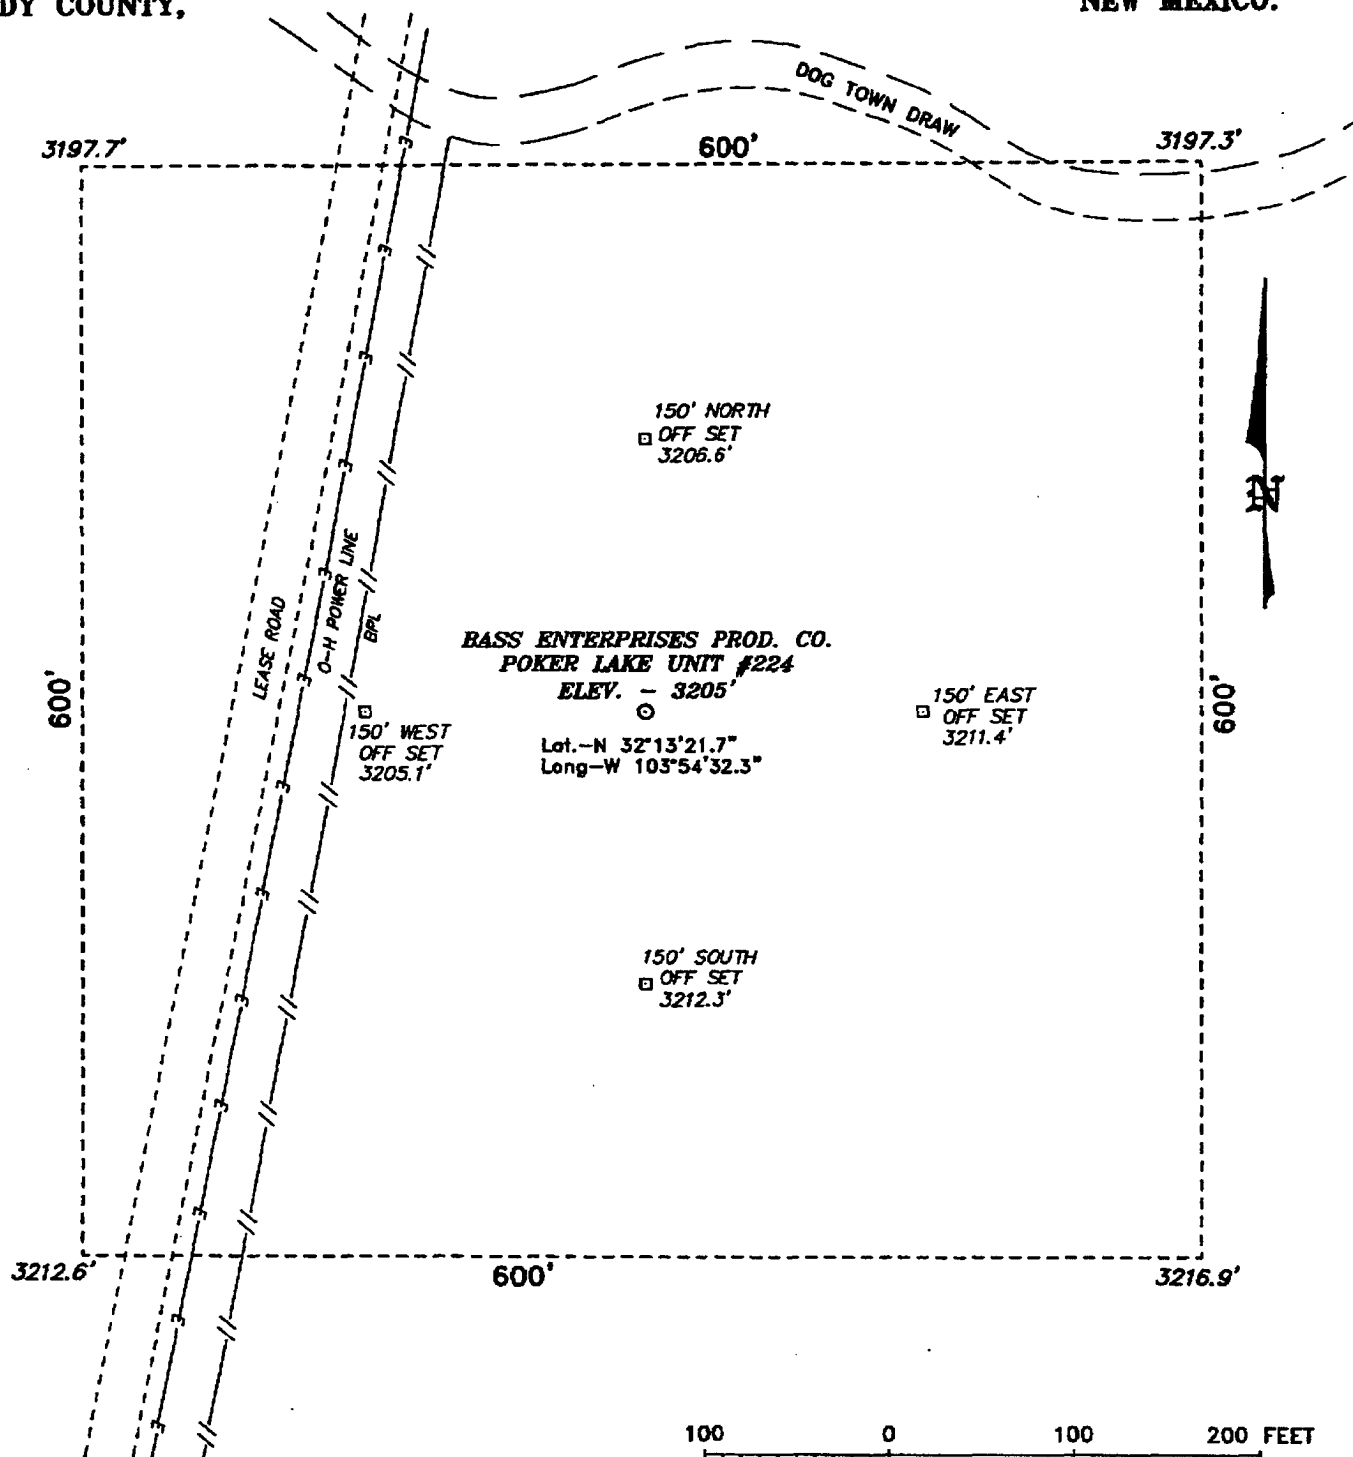 DY COUNTY,
NEW MEXICO.
DOG TOWN DRAW
3197.7'
600'
3197.3'
150' NORTH
OFF SET
3206.6'
N
LEASE ROAD
O-H POWER LINE
BPL
BASS ENTERPRISES PROD. CO.
POKER LAKE UNIT #224
ELEV. - 3205'
Lat.-N 32°13'21.7"
Long-W 103°54'32.3"
600'
150' WEST
OFF SET
3205.1'
150' EAST
OFF SET
3211.4'
600'
150' SOUTH
OFF SET
3212.3'
3212.6'
600'
3216.9'
100 0 100 200 FEET